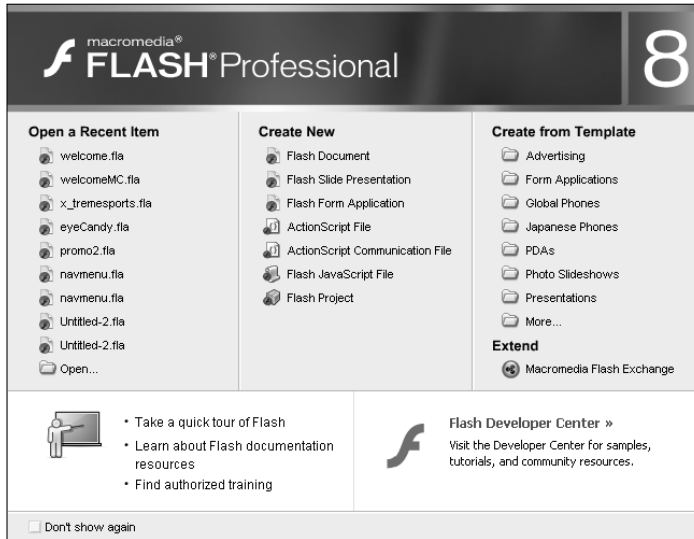 macromedia®
FLASH® Professional
8
Open a Recent Item
welcome.fla
welcomeMC.fla
x_tremesports.fla
eyeCandy.fla
promo2.fla
navmenu.fla
navmenu.fla
Untitled-2.fla
Untitled-2.fla
Open...
Create New
Flash Document
Flash Slide Presentation
Flash Form Application
ActionScript File
ActionScript Communication File
Flash JavaScript File
Flash Project
Create from Template
Advertising
Form Applications
Global Phones
Japanese Phones
PDAs
Photo Slideshows
Presentations
More...
Extend
Macromedia Flash Exchange
• Take a quick tour of Flash
• Learn about Flash documentation
resources
• Find authorized training
Flash Developer Center »
Visit the Developer Center for samples,
tutorials, and community resources.
Don't show again